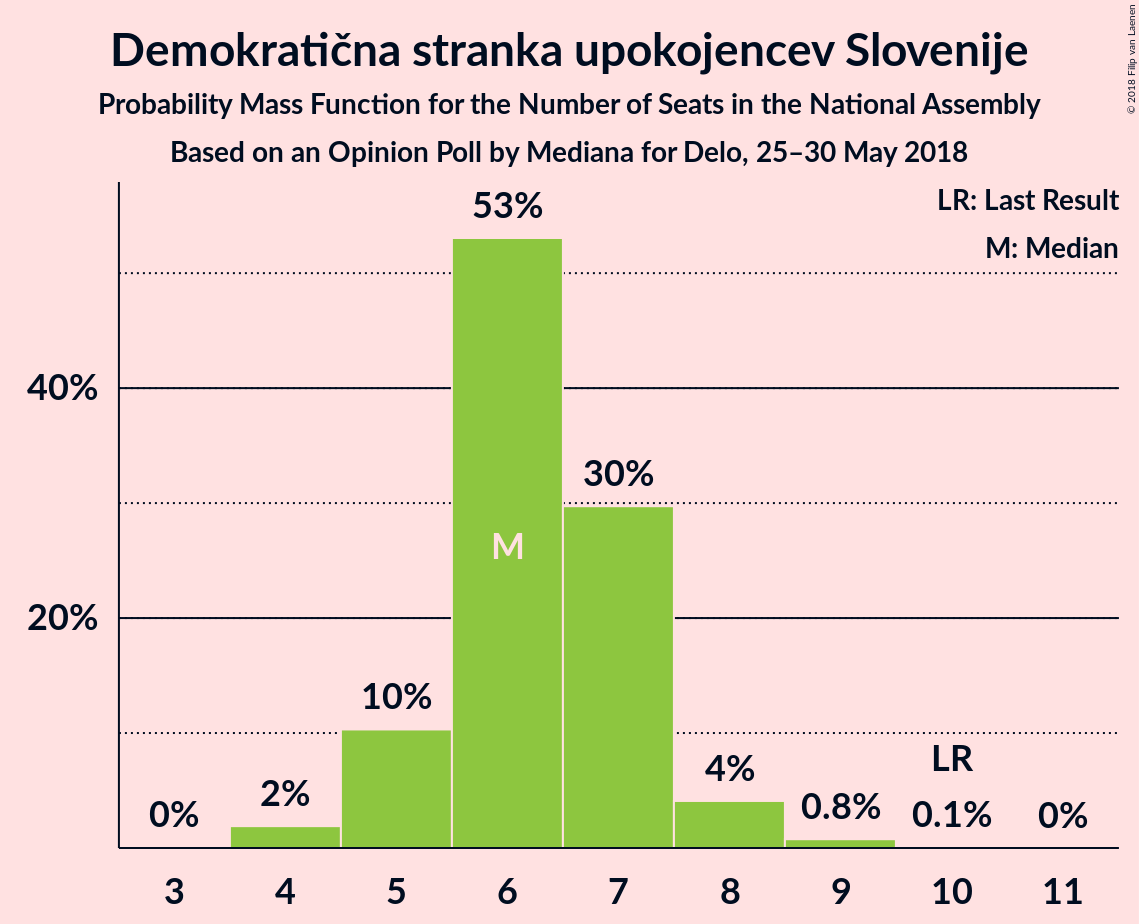 Demokratična stranka upokojencev Slovenije
Probability Mass Function for the Number of Seats in the National Assembly
Based on an Opinion Poll by Mediana for Delo, 25–30 May 2018
© 2018 Filip van Laenen
LR: Last Result
M: Median
40%
20%
0%
2%
10%
53%
M
30%
4%
0.8%
LR
0.1%
0%
3 4 5 6 7 8 9 10 11